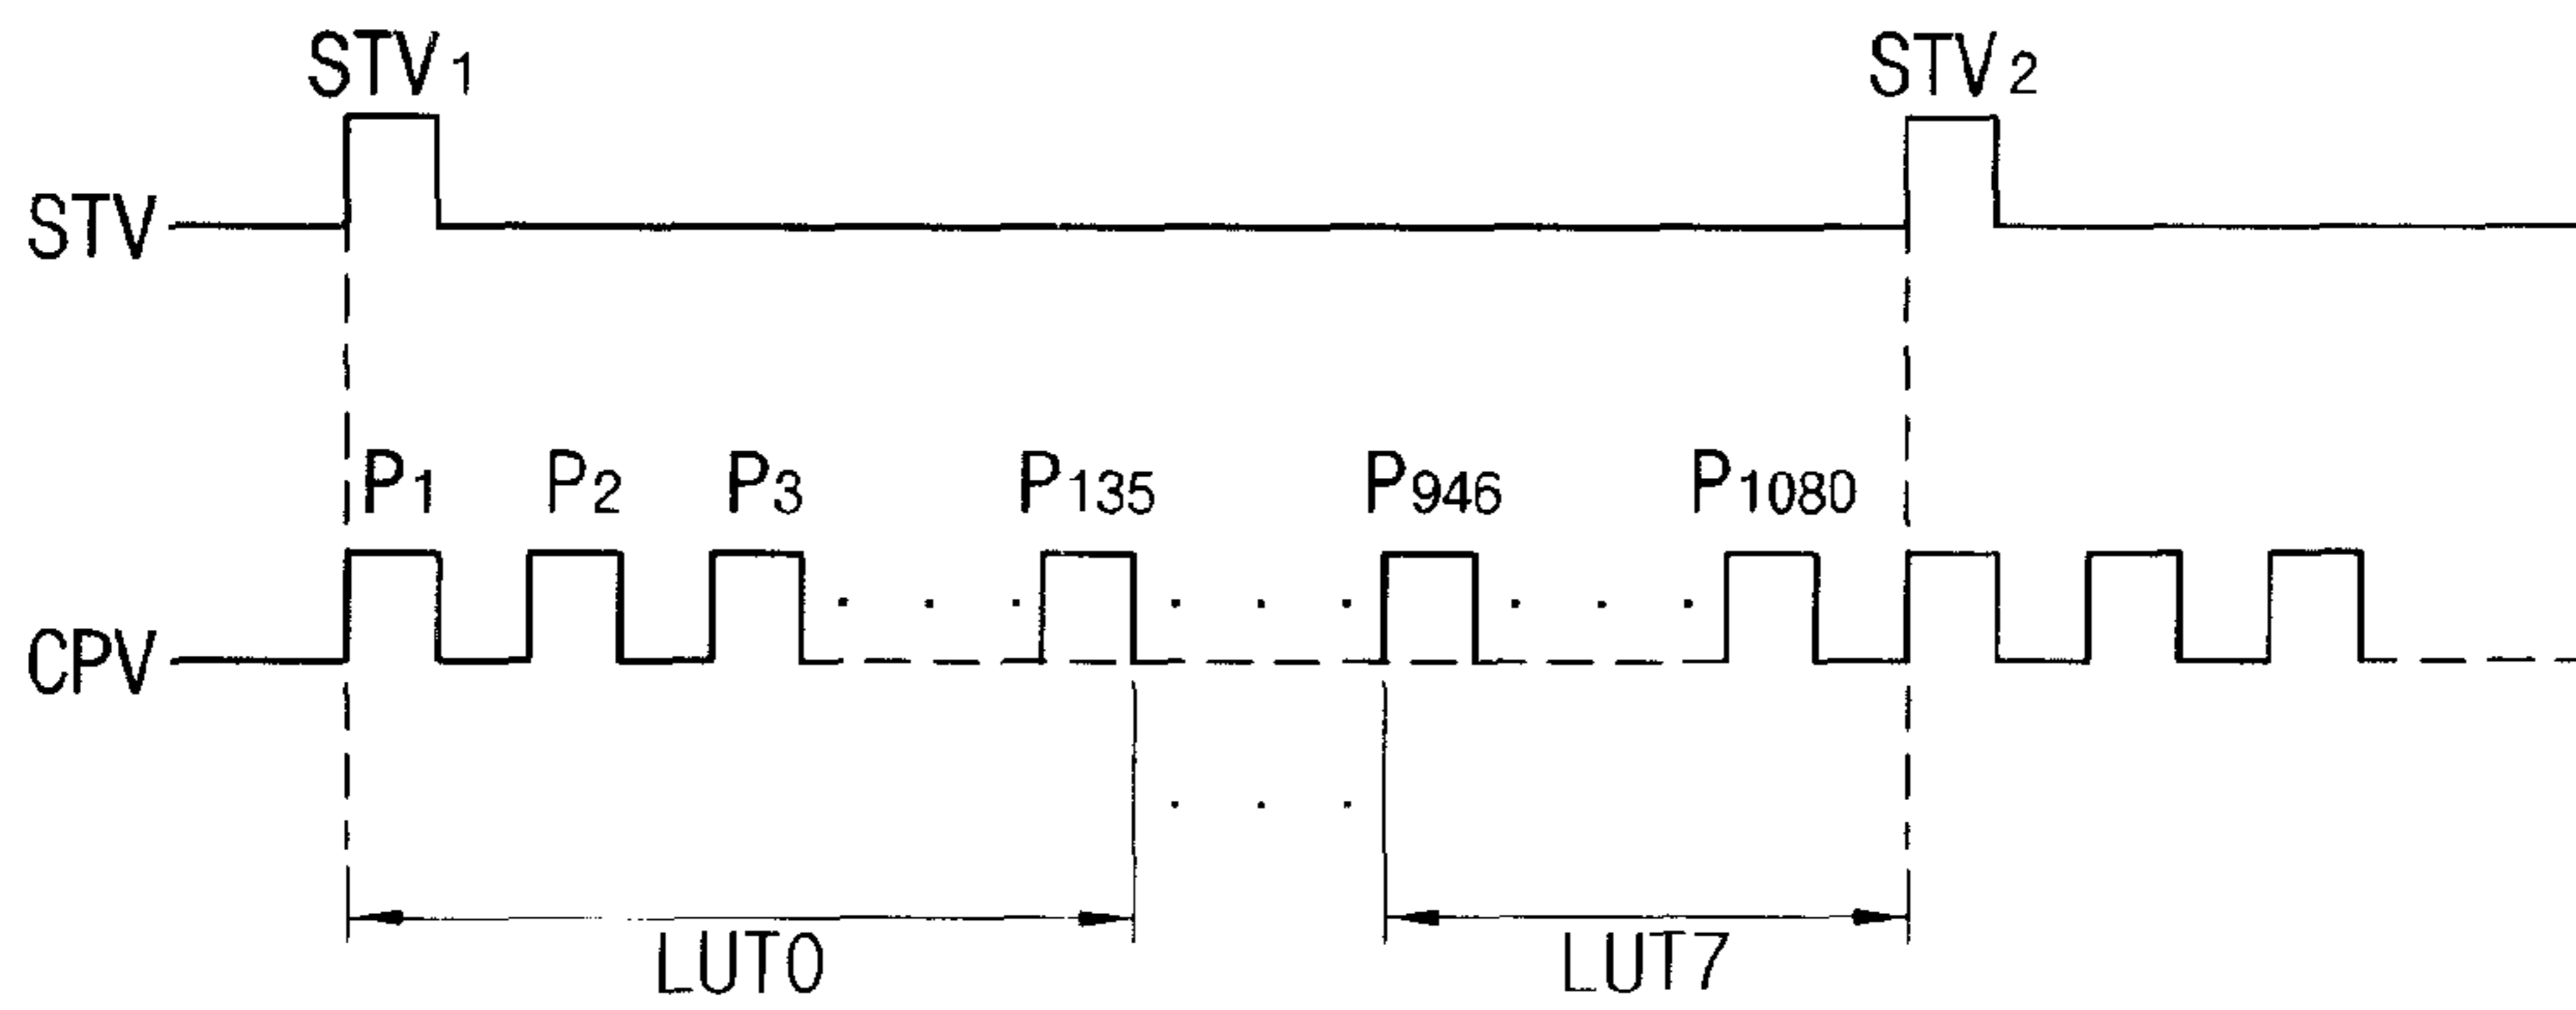 STV1 STV2
STV
P1 P2 P3 P135 P946 P1080
CPV
LUT0 LUT7